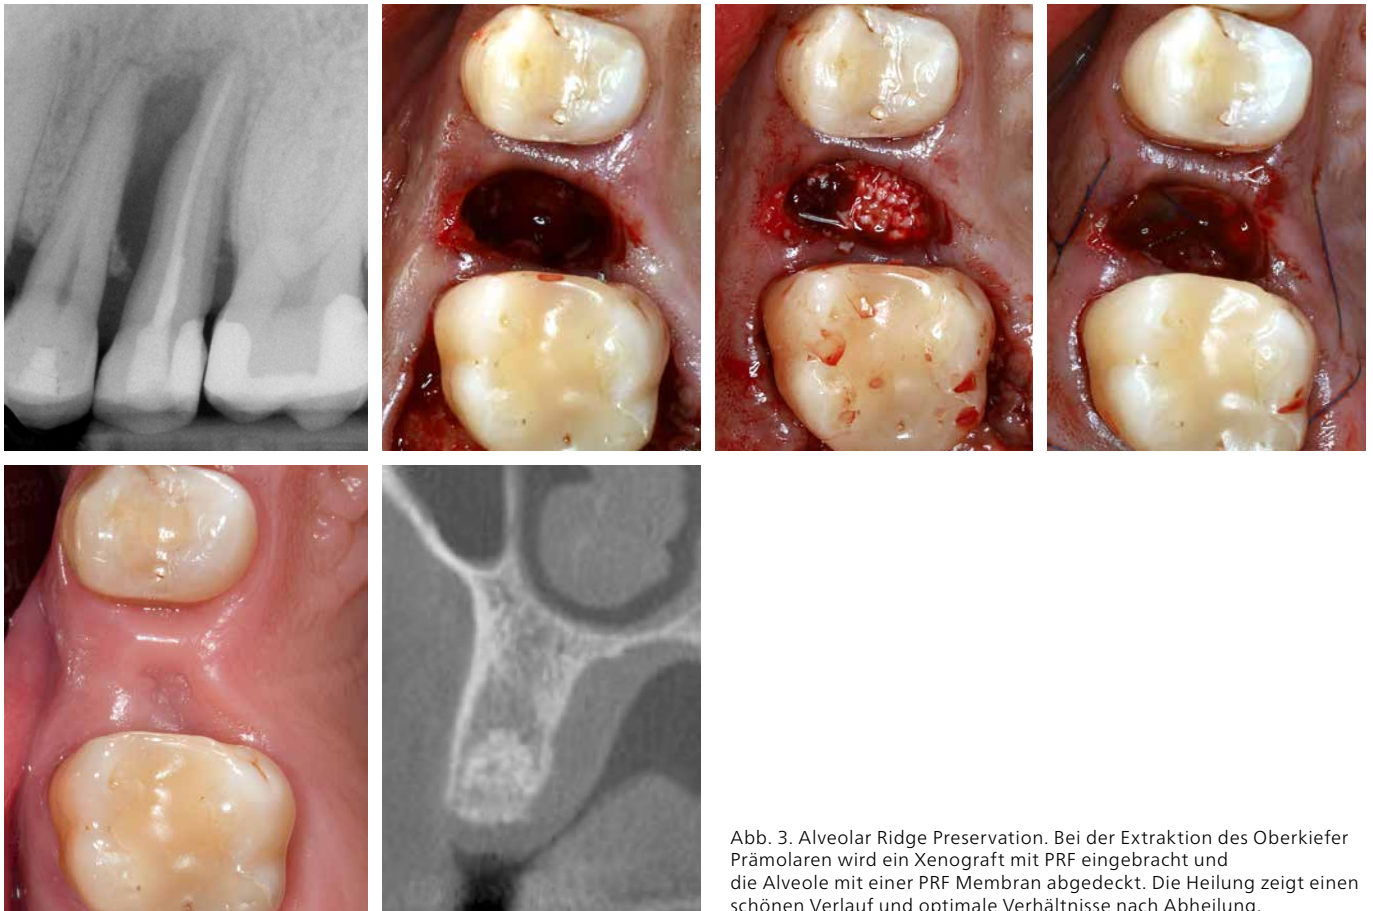 Abb. 3. Alveolar Ridge Preservation. Bei der Extraktion des Oberkiefer
Prämolaren wird ein Xenograft mit PRF eingebracht und
die Alveole mit einer PRF Membran abgedeckt. Die Heilung zeigt einen
schönen Verlauf und optimale Verhältnisse nach Abheilung.